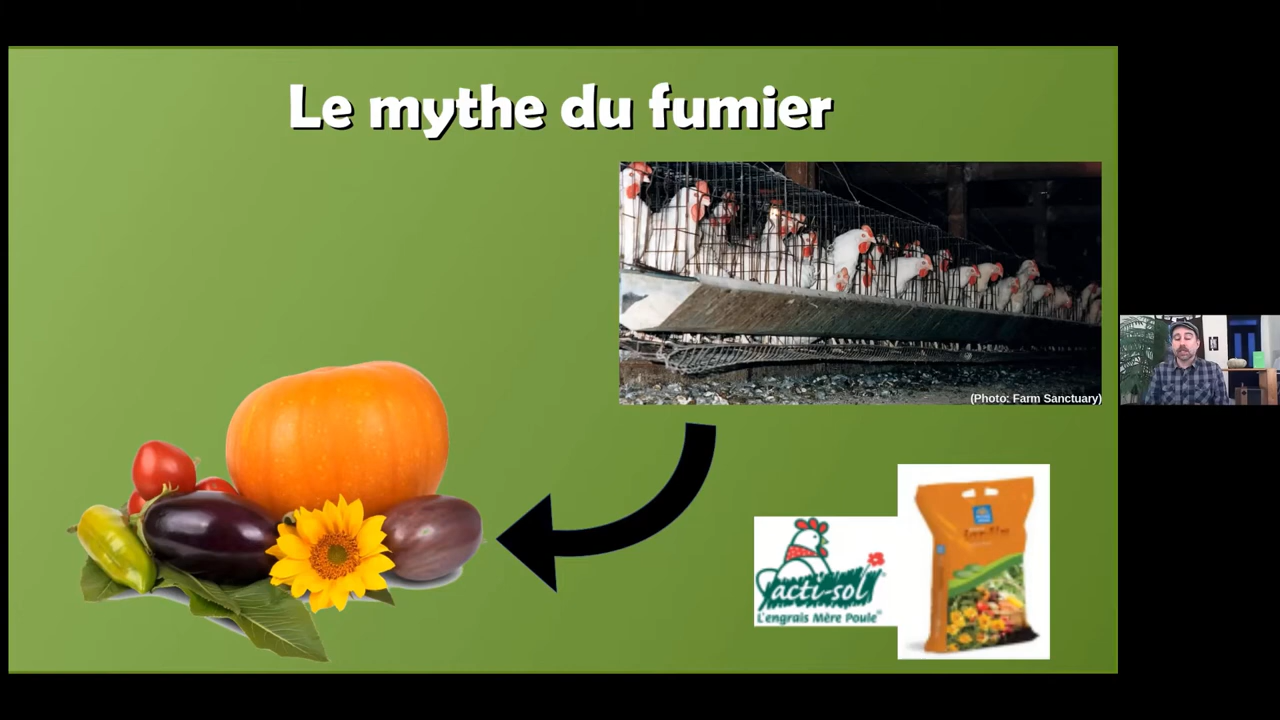 Le mythe du fumier
(Photo: Farm Sanctuary)
acti-sol
L'engrais Mère Poule